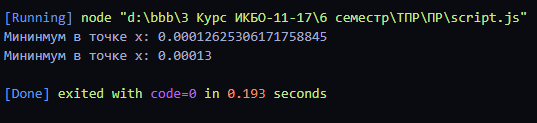 [Running] node "d:\bbb\3 Курс ИКБО-11-17\6 семестр\ТПР\ПР\script.js"
Мининмум в точке x: 0.00012625306171758845
Мининмум в точке x: 0.00013
[Done] exited with code=0 in 0.193 seconds